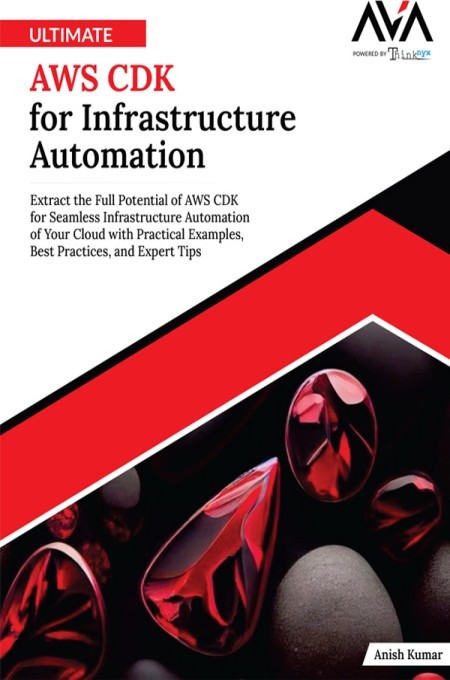 ULTIMATE
AVA
POWERED BY Thinknyx
AWS CDK
for Infrastructure
Automation
Extract the Full Potential of AWS CDK
for Seamless Infrastructure Automation
of Your Cloud with Practical Examples,
Best Practices, and Expert Tips
Anish Kumar